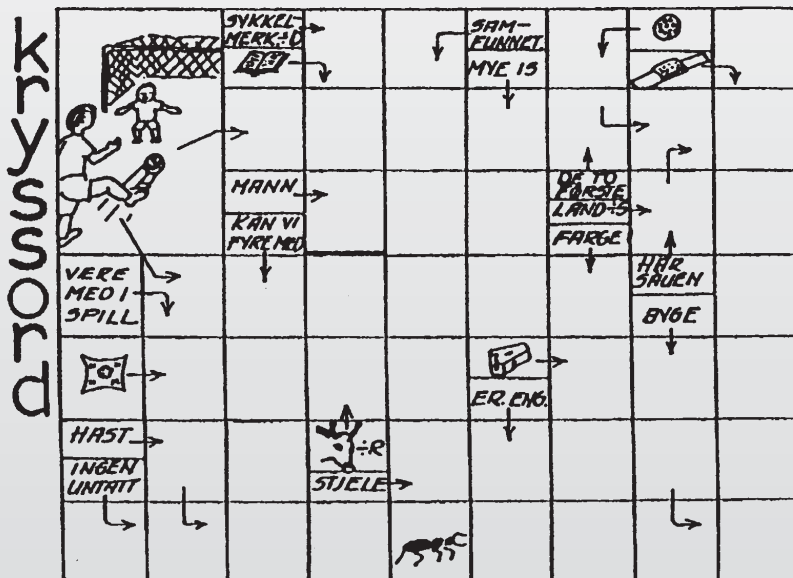 kryssord
SYKKEL-
MERK÷D
SAM-
FUNNET.
MYE IS
MANN
KAN VI
FYRE MED
DE TO
FØRSTE
LAND÷S
FARGE
HAR
SAUEN
BYGE
VERE
MED I
SPILL
ER. ENG.
HAST
INGEN
UNTATT
÷R
STJELE